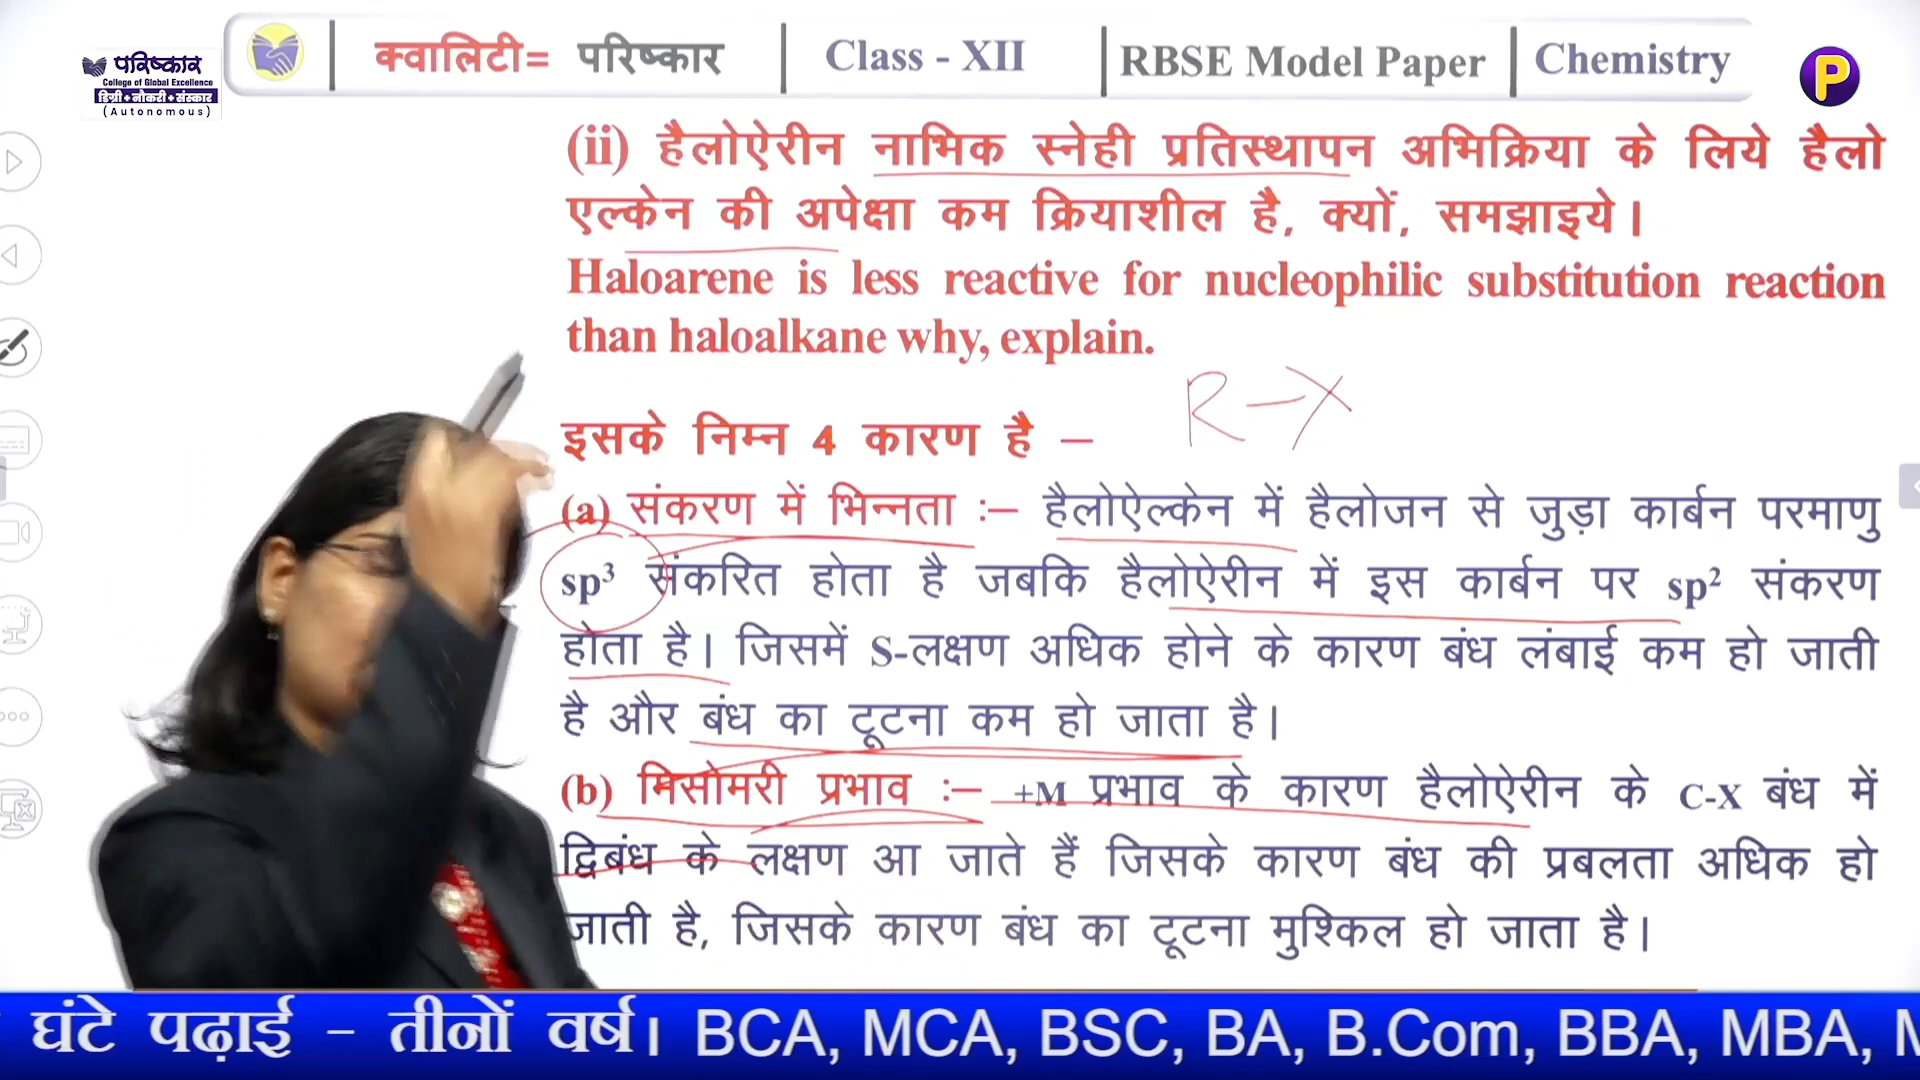 परिष्कार
College of Global Excellence
डिग्री + नौकरी + संस्कार
(Autonomous)
क्वालिटी= परिष्कार
Class - XII
RBSE Model Paper
Chemistry
P
(ii) हैलोऐरीन नाभिक स्नेही प्रतिस्थापन अभिक्रिया के लिये हैलो
एल्केन की अपेक्षा कम क्रियाशील है, क्यों, समझाइये।
Haloarene is less reactive for nucleophilic substitution reaction
than haloalkane why, explain.
R-X
इसके निम्न 4 कारण है –
(a) संकरण में भिन्नता :– हैलोऐल्केन में हैलोजन से जुड़ा कार्बन परमाणु
sp³ संकरित होता है जबकि हैलोऐरीन में इस कार्बन पर sp² संकरण
होता है। जिसमें S-लक्षण अधिक होने के कारण बंध लंबाई कम हो जाती
है और बंध का टूटना कम हो जाता है।
(b) मिसोमरी प्रभाव :– +M प्रभाव के कारण हैलोऐरीन के C-X बंध में
द्विबंध के लक्षण आ जाते हैं जिसके कारण बंध की प्रबलता अधिक हो
जाती है, जिसके कारण बंध का टूटना मुश्किल हो जाता है।
घंटे पढ़ाई - तीनों वर्ष। BCA, MCA, BSC, BA, B.Com, BBA, MBA, M